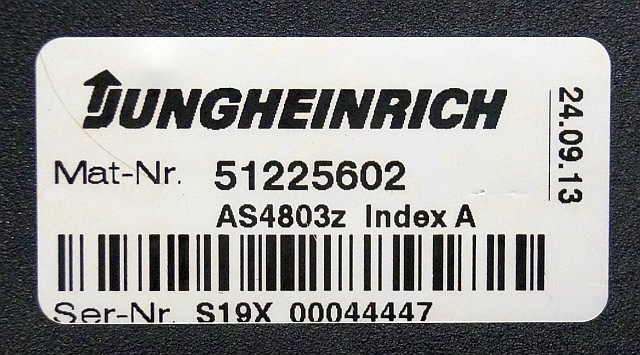 JUNGHEINRICH
Mat-Nr. 51225602
AS4803z Index A
Ser-Nr. S19X 00044447
24.09.13